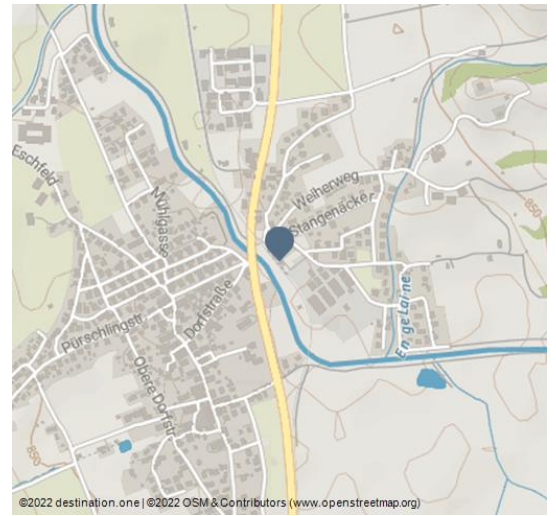 Eschfeld
Mühlgasse
Weiherweg
Stangenäcker
Dorfstraße
Pürschlingstr.
Obere Dorfstr.
Enge Laine
850
850
©2022 destination.one | ©2022 OSM & Contributors (www.openstreetmap.org)